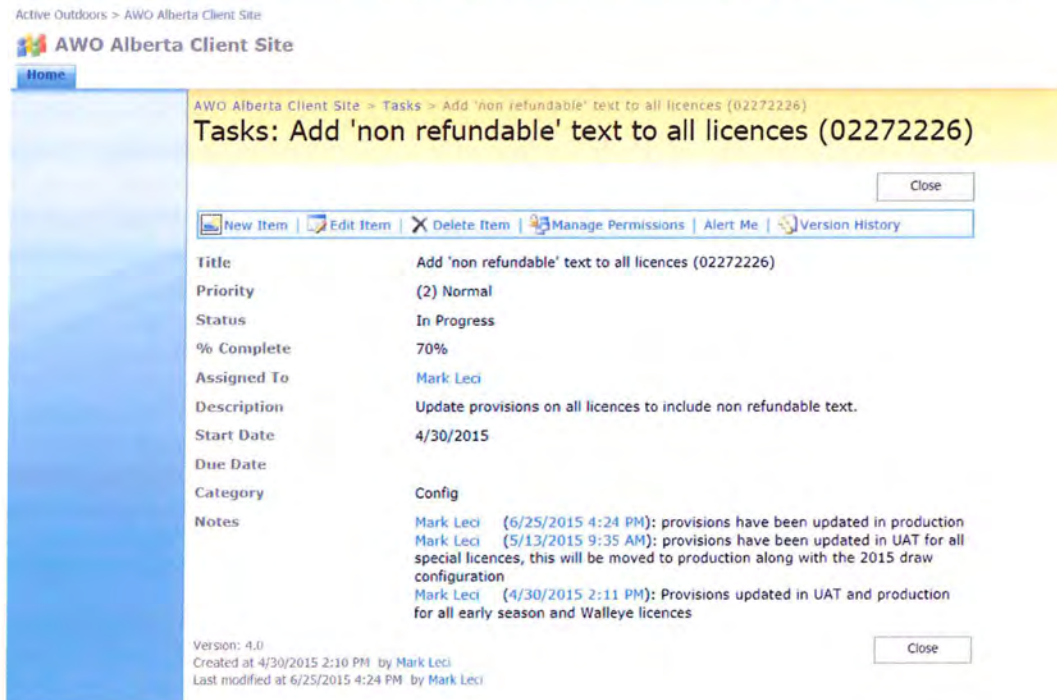 Active Outdoors > AWO Alberta Client Site
AWO Alberta Client Site
Home
AWO Alberta Client Site > Tasks > Add 'non refundable' text to all licences (02272226)
Tasks: Add 'non refundable' text to all licences (02272226)
Close
New Item | Edit Item | Delete Item | Manage Permissions | Alert Me | Version History
Title Add 'non refundable' text to all licences (02272226)
Priority (2) Normal
Status In Progress
% Complete 70%
Assigned To Mark Leci
Description Update provisions on all licences to include non refundable text.
Start Date 4/30/2015
Due Date
Category Config
Notes Mark Leci (6/25/2015 4:24 PM): provisions have been updated in production
Mark Leci (5/13/2015 9:35 AM): provisions have been updated in UAT for all
special licences, this will be moved to production along with the 2015 draw
configuration
Mark Leci (4/30/2015 2:11 PM): Provisions updated in UAT and production
for all early season and Walleye licences
Version: 4.0
Created at 4/30/2015 2:10 PM by Mark Leci
Last modified at 6/25/2015 4:24 PM by Mark Leci
Close